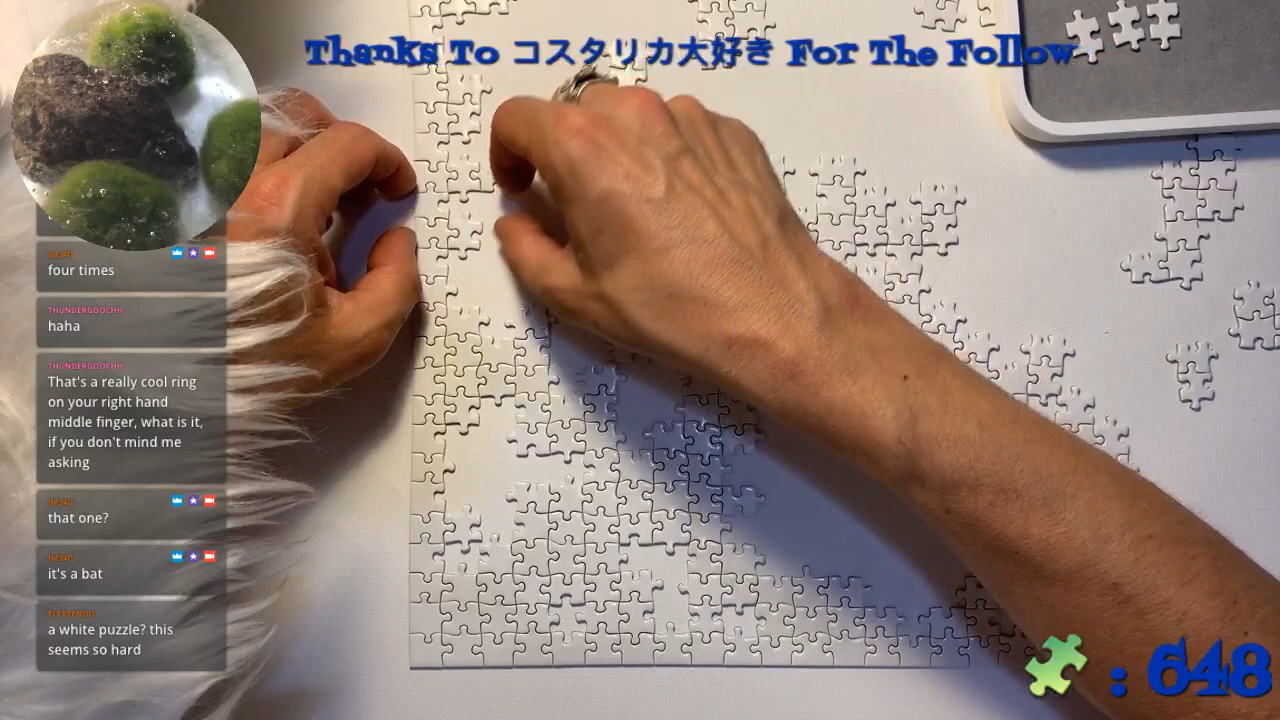 Thanks To コスタリカ大好き For The Follow
four times
THUNDERGOOCHH
haha
THUNDERGOOCHH
That's a really cool ring
on your right hand
middle finger, what is it,
if you don't mind me
asking
that one?
it's a bat
a white puzzle? this
seems so hard
: 648